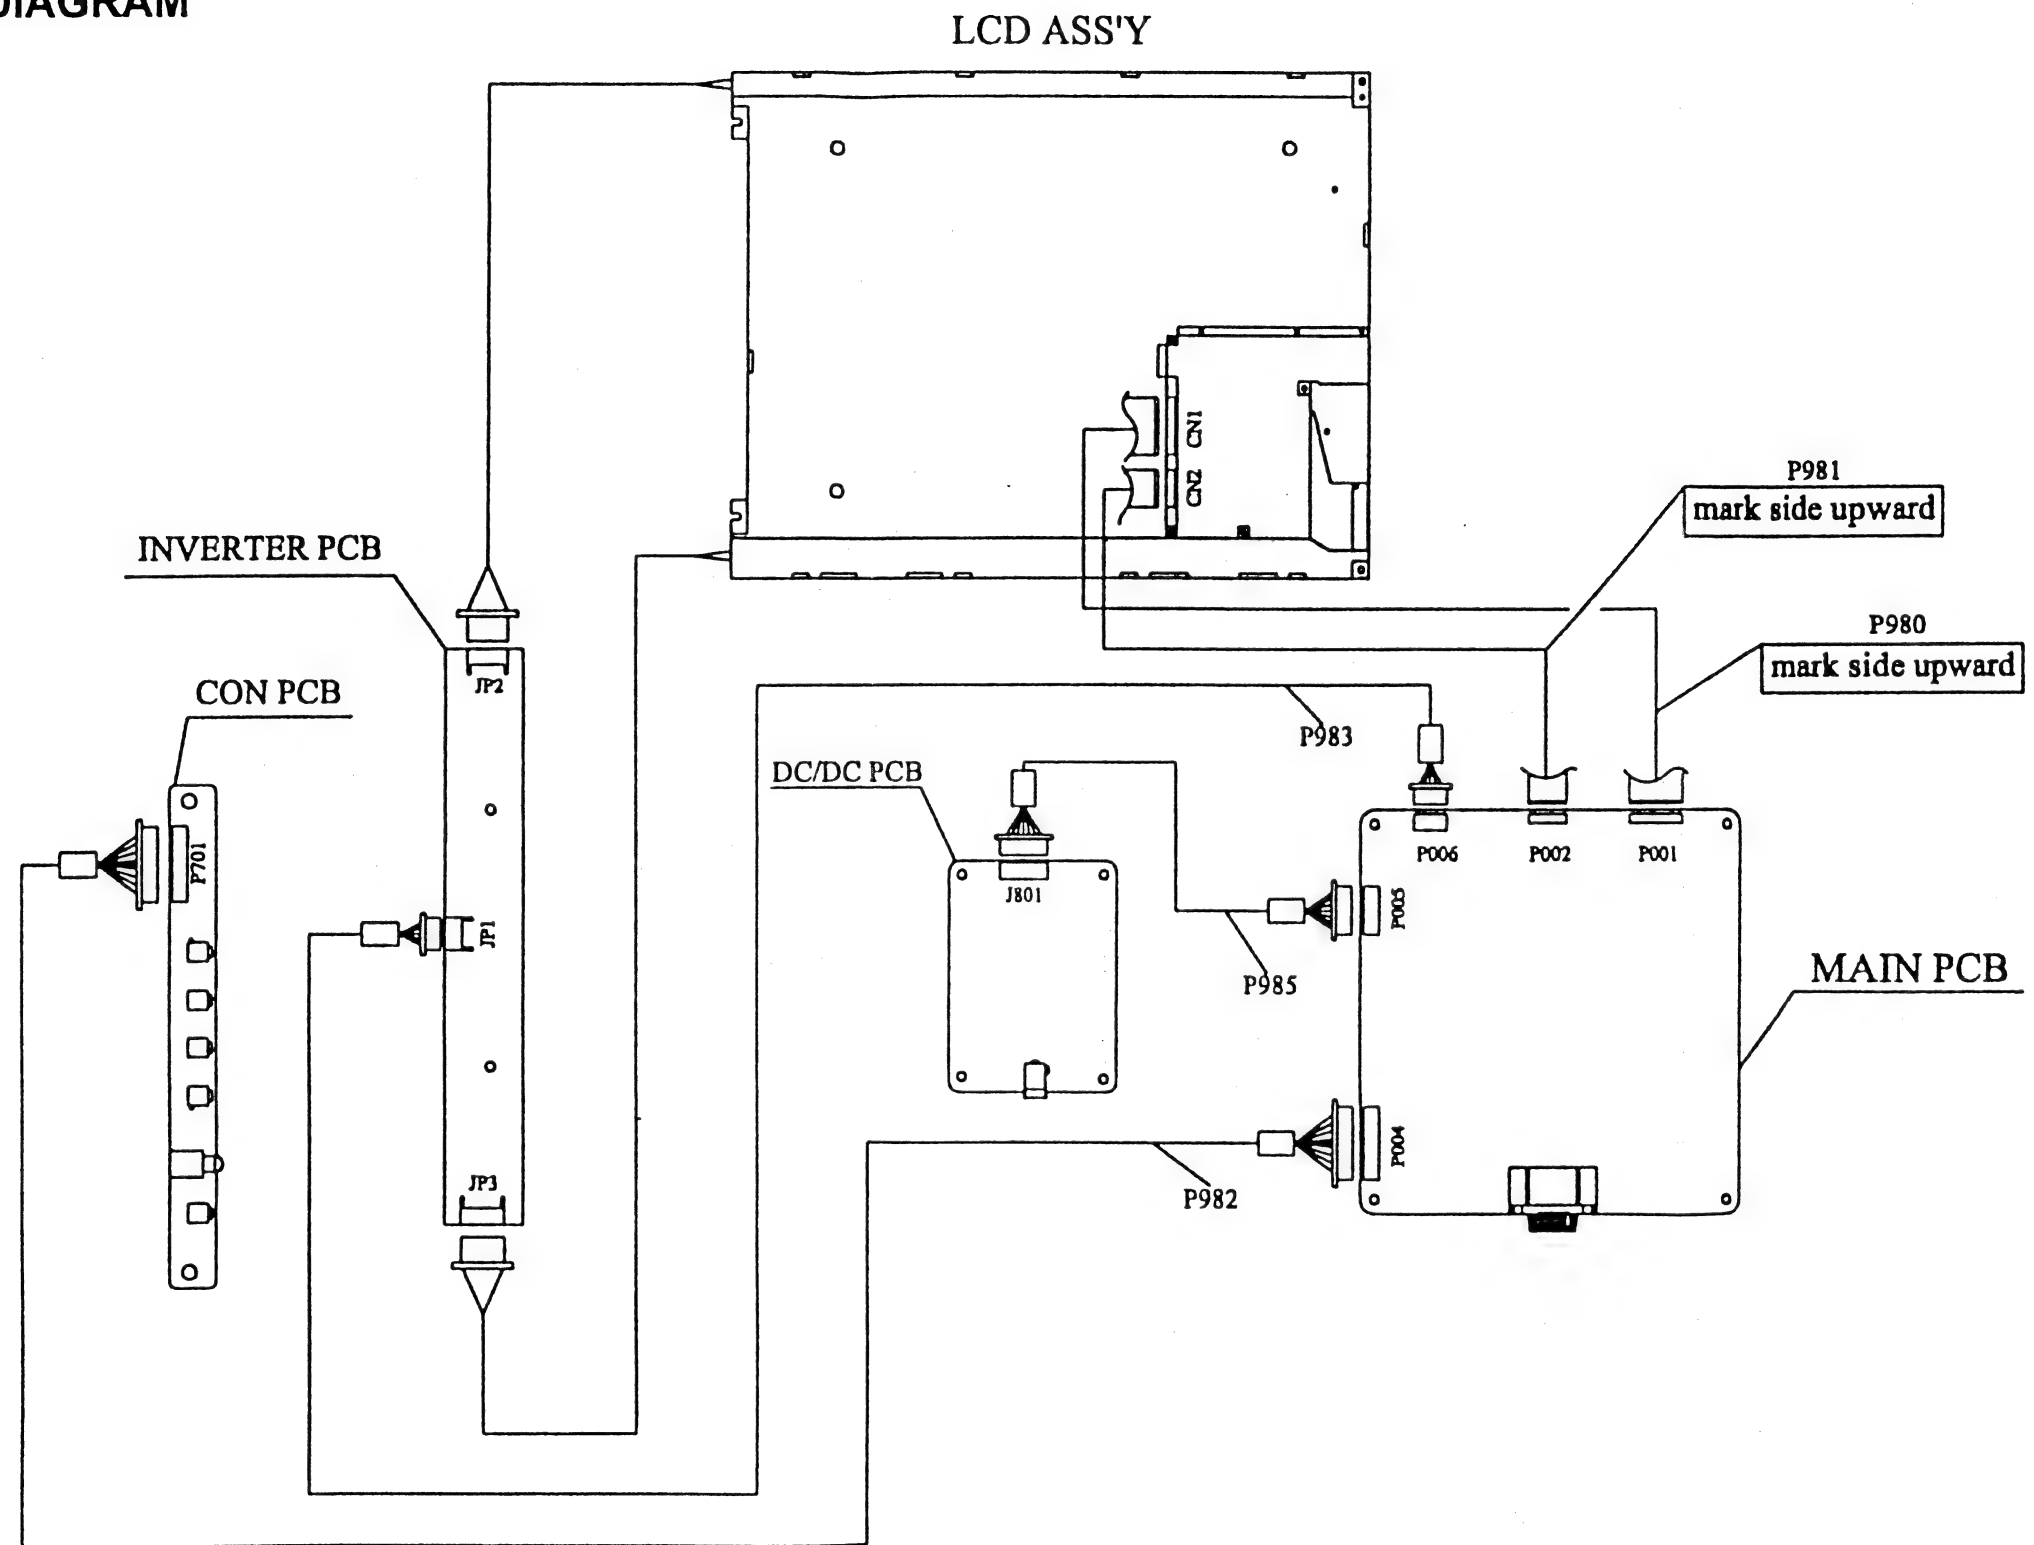 DIAGRAM
LCD ASS'Y
CN1
CN2
P981
mark side upward
INVERTER PCB
P980
mark side upward
JP2
CON PCB
P983
DC/DC PCB
P701
P006
P002
P001
J801
P005
JP1
P985
MAIN PCB
P004
JP3
P982